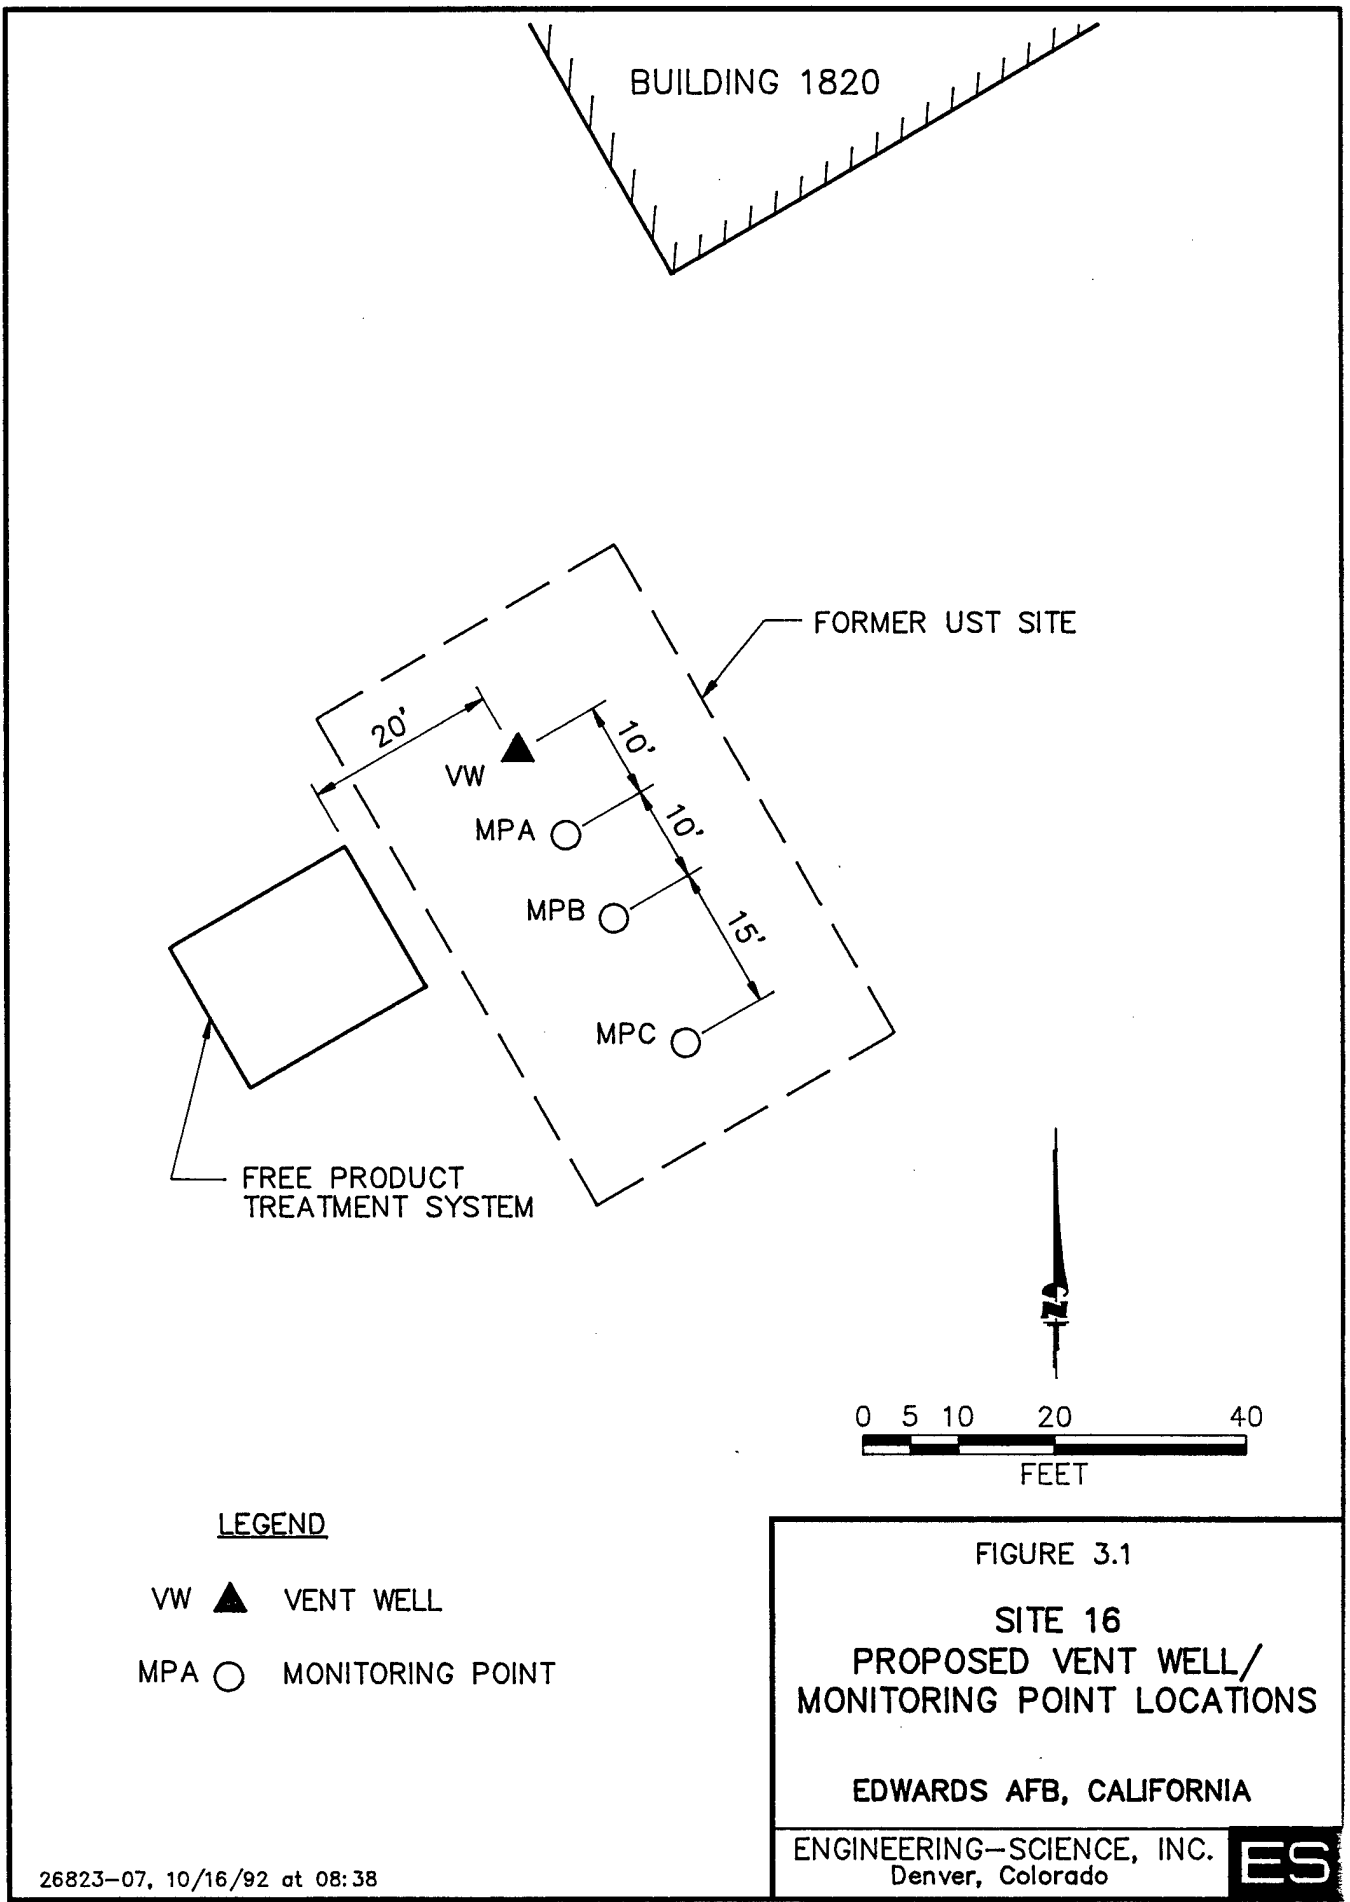 BUILDING 1820
FORMER UST SITE
20'
10'
VW
10'
MPA
MPB
15'
MPC
FREE PRODUCT
TREATMENT SYSTEM
N
0 5 10 20 40
FEET
LEGEND
VW VENT WELL
MPA MONITORING POINT
FIGURE 3.1
SITE 16
PROPOSED VENT WELL/
MONITORING POINT LOCATIONS
EDWARDS AFB, CALIFORNIA
ENGINEERING–SCIENCE, INC.
Denver, Colorado
ES
26823–07, 10/16/92 at 08:38